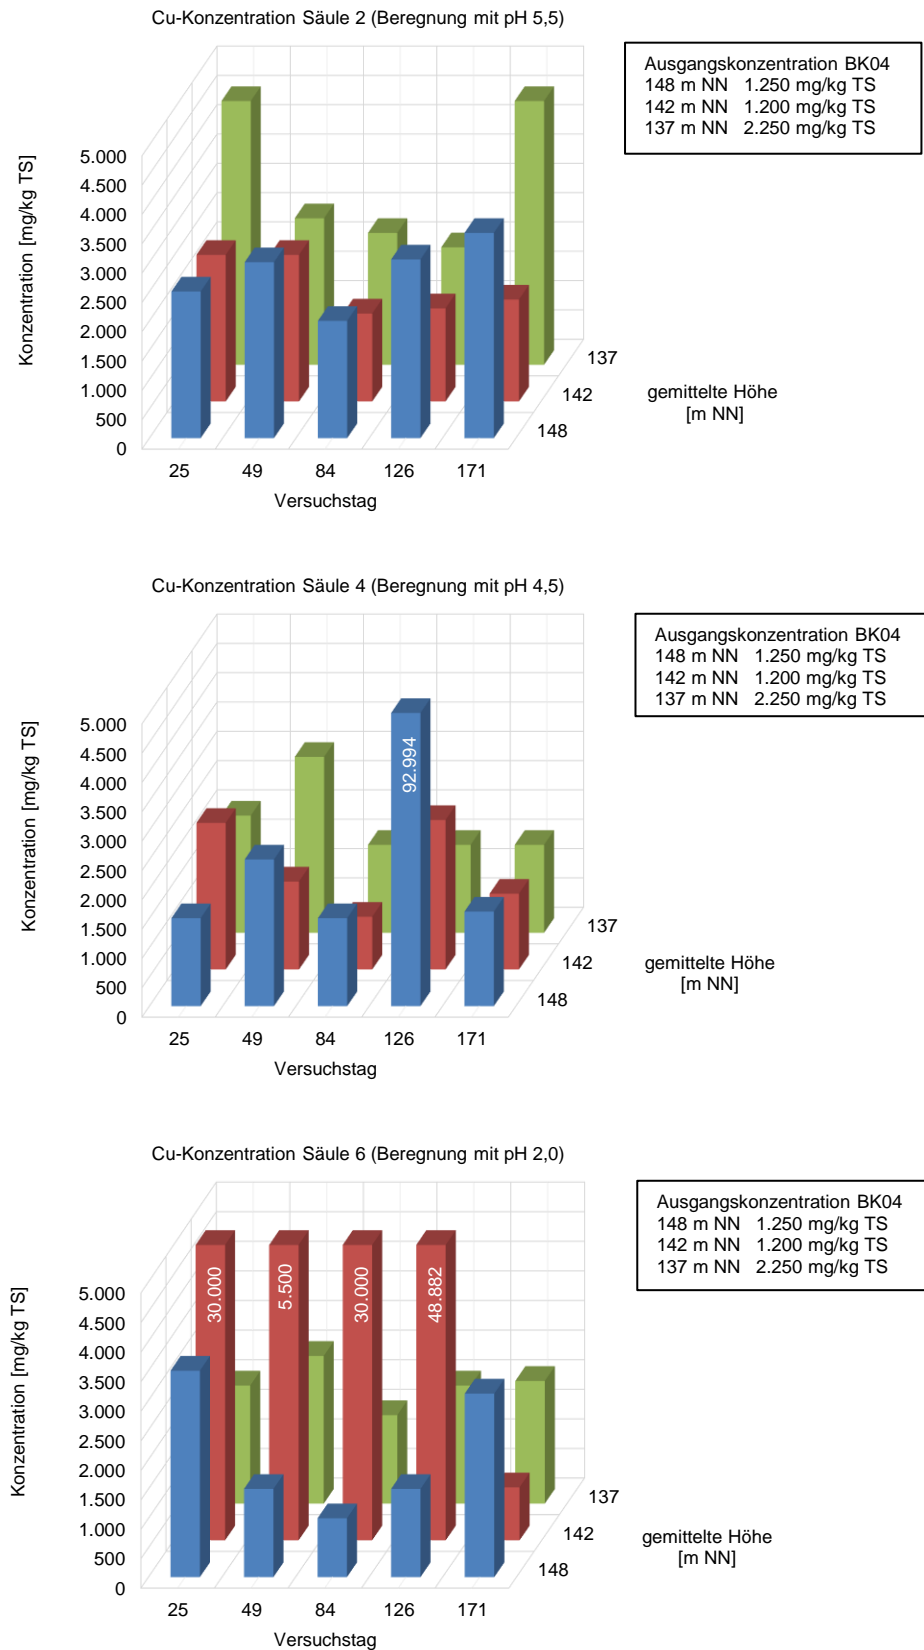 Cu-Konzentration Säule 2 (Beregnung mit pH 5,5)
Ausgangskonzentration BK04
148 m NN 1.250 mg/kg TS
142 m NN 1.200 mg/kg TS
137 m NN 2.250 mg/kg TS
Konzentration [mg/kg TS]
5.000
4.500
4.000
3.500
3.000
2.500
2.000
1.500
1.000
500
0
137
142
148
gemittelte Höhe
[m NN]
25 49 84 126 171
Versuchstag
Cu-Konzentration Säule 4 (Beregnung mit pH 4,5)
Ausgangskonzentration BK04
148 m NN 1.250 mg/kg TS
142 m NN 1.200 mg/kg TS
137 m NN 2.250 mg/kg TS
Konzentration [mg/kg TS]
5.000
4.500
4.000
3.500
3.000
2.500
2.000
1.500
1.000
500
0
92.994
137
142
148
gemittelte Höhe
[m NN]
25 49 84 126 171
Versuchstag
Cu-Konzentration Säule 6 (Beregnung mit pH 2,0)
Ausgangskonzentration BK04
148 m NN 1.250 mg/kg TS
142 m NN 1.200 mg/kg TS
137 m NN 2.250 mg/kg TS
Konzentration [mg/kg TS]
5.000
4.500
4.000
3.500
3.000
2.500
2.000
1.500
1.000
500
0
30.000
5.500
30.000
48.882
137
142
148
gemittelte Höhe
[m NN]
25 49 84 126 171
Versuchstag